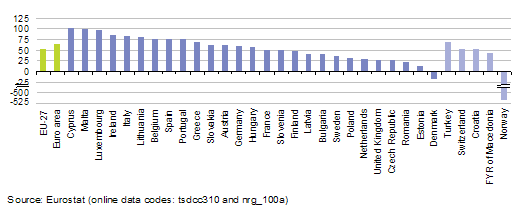 125
100
75
50
25
0
-25
-500
-525
EU-27
Euro area
Cyprus
Malta
Luxembourg
Ireland
Italy
Lithuania
Belgium
Spain
Portugal
Greece
Slovakia
Austria
Germany
Hungary
France
Slovenia
Finland
Latvia
Bulgaria
Sweden
Poland
Netherlands
United Kingdom
Czech Republic
Romania
Estonia
Denmark
Turkey
Switzerland
Croatia
FYR of Macedonia
Norway
Source: Eurostat (online data codes: tsdcc310 and nrg_100a)